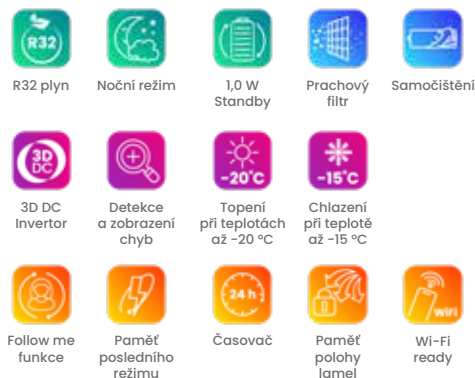 R32
R32 plyn
Noční režim
1,0 W
Standby
Prachový
filtr
Samočištění
3D
DC
-20°C
-15°C
3D DC
Invertor
Detekce
a zobrazení
chyb
Topení
při teplotách
až -20 °C
Chlazení
při teplotě
až -15 °C
24 h
WiFi
Follow me
funkce
Paměť
posledního
režimu
Časovač
Paměť
polohy
lamel
Wi-Fi
ready